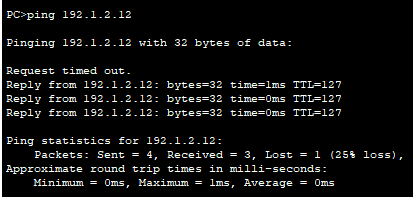 PC>ping 192.1.2.12
Pinging 192.1.2.12 with 32 bytes of data:
Request timed out.
Reply from 192.1.2.12: bytes=32 time=1ms TTL=127
Reply from 192.1.2.12: bytes=32 time=0ms TTL=127
Reply from 192.1.2.12: bytes=32 time=0ms TTL=127
Ping statistics for 192.1.2.12:
Packets: Sent = 4, Received = 3, Lost = 1 (25% loss),
Approximate round trip times in milli-seconds:
Minimum = 0ms, Maximum = 1ms, Average = 0ms